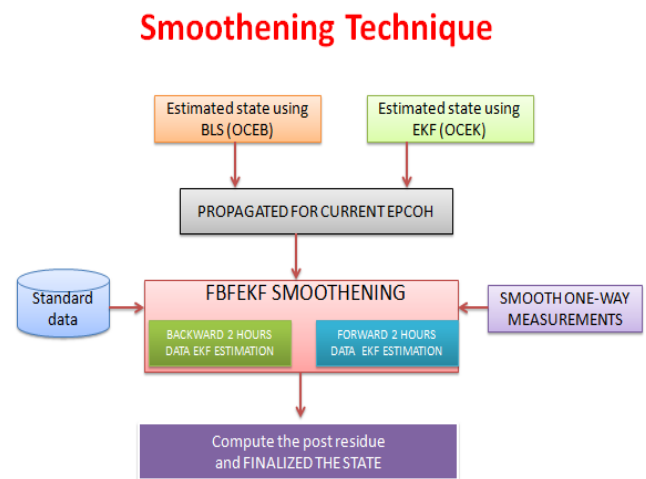 Smoothening Technique
Estimated state using
BLS (OCEB)
Estimated state using
EKF (OCEK)
PROPAGATED FOR CURRENT EPCOH
Standard
data
FBFEKF SMOOTHENING
BACKWARD 2 HOURS
DATA EKF ESTIMATION
FORWARD 2 HOURS
DATA EKF ESTIMATION
SMOOTH ONE-WAY
MEASUREMENTS
Compute the post residue
and FINALIZED THE STATE